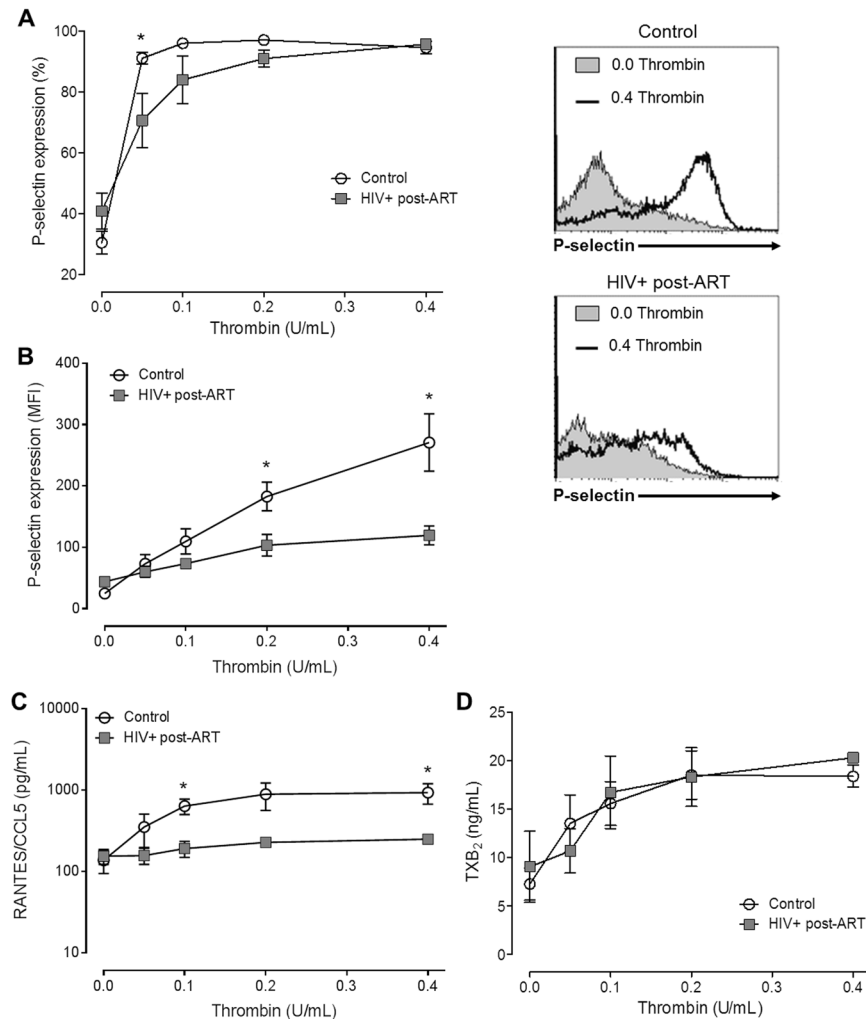 A
P-selectin expression (%)
100
80
60
40
20
*
Control
HIV+ post-ART
0.0
0.1
0.2
0.3
0.4
Thrombin (U/mL)
Control
0.0 Thrombin
0.4 Thrombin
P-selectin
HIV+ post-ART
0.0 Thrombin
0.4 Thrombin
P-selectin
B
P-selectin expression (MFI)
400
300
200
100
0
Control
HIV+ post-ART
*
*
0.0
0.1
0.2
0.3
0.4
Thrombin (U/mL)
C
RANTES/CCL5 (pg/mL)
10000
1000
100
10
Control
HIV+ post-ART
*
*
0.0
0.1
0.2
0.3
0.4
Thrombin (U/mL)
D
TXB₂ (ng/mL)
25
20
15
10
5
0
Control
HIV+ post-ART
0.0
0.1
0.2
0.3
0.4
Thrombin (U/mL)